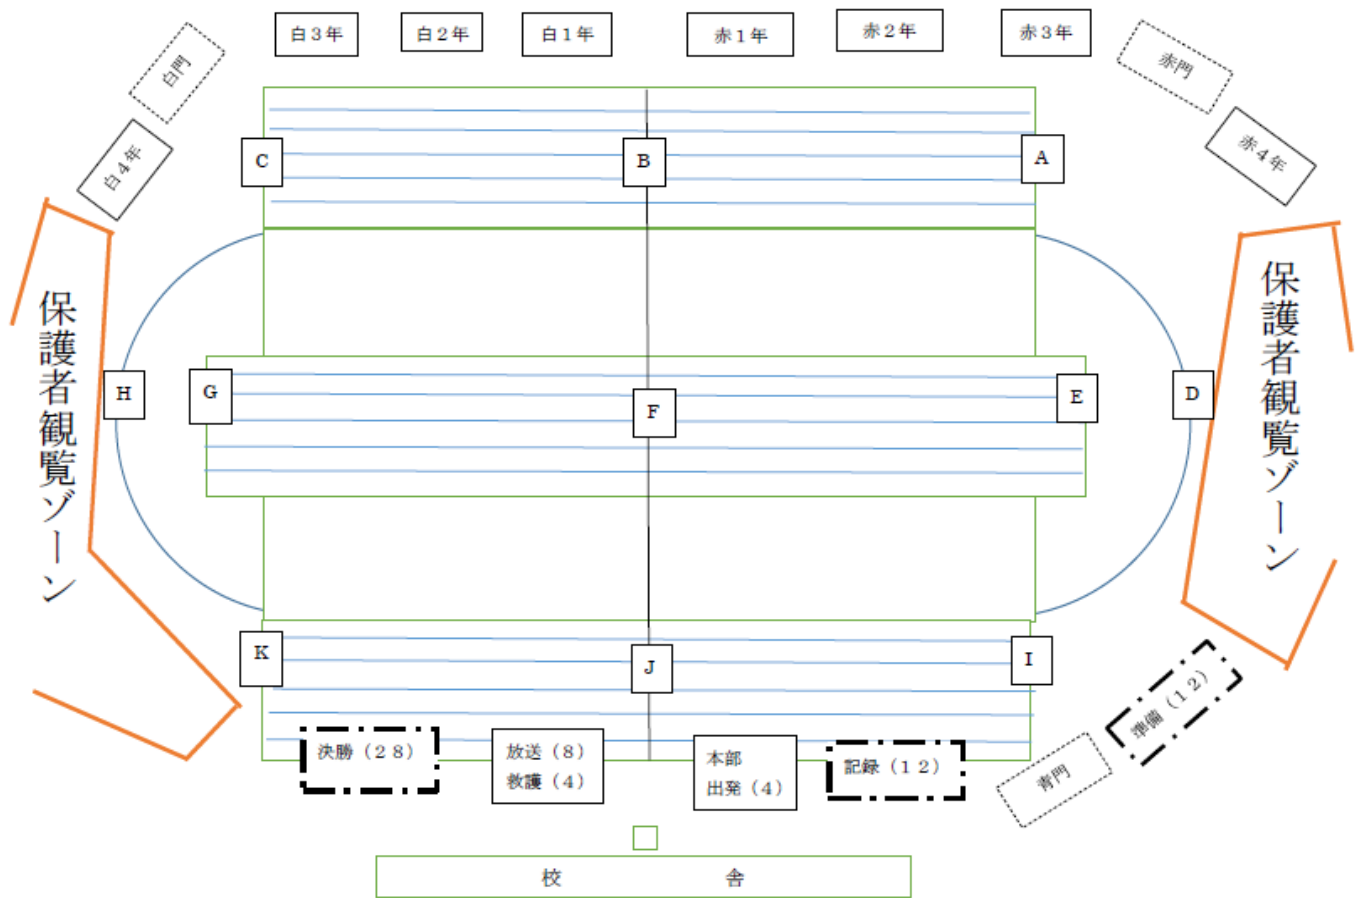 白３年
白２年
白１年
赤１年
赤２年
赤３年
白門
赤門
白４年
赤４年
C
B
A
保護者観覧ゾーン
保護者観覧ゾーン
H
G
F
E
D
K
J
I
準備（１２）
決勝（２８）
放送（８）
救護（４）
本部
出発（４）
記録（１２）
青門
校　舎